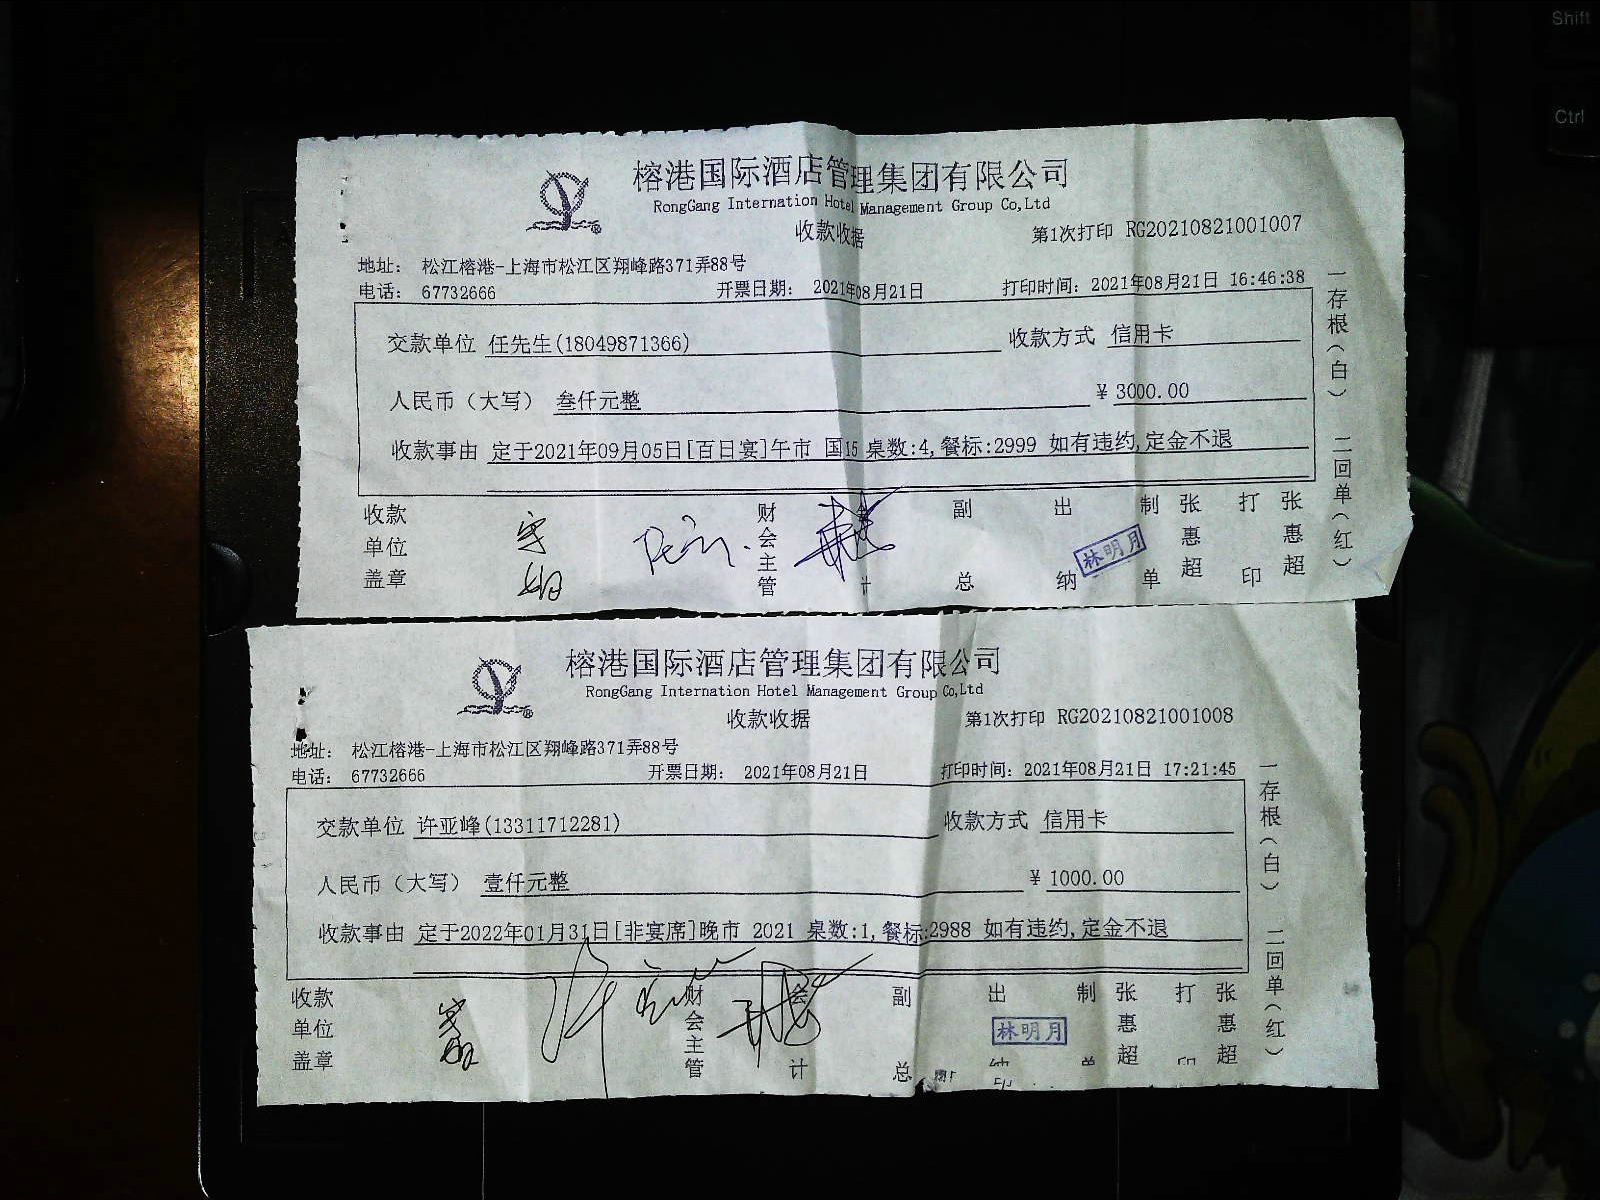 榕港国际酒店管理集团有限公司
RongGang Internation Hotel Management Group Co,Ltd
收款收据
第1次打印 RG20210821001007
地址： 松江榕港-上海市松江区翔峰路371弄88号
电话： 67732666 开票日期： 2021年08月21日 打印时间：2021年08月21日 16:46:38
交款单位 任先生(18049871366) 收款方式 信用卡
人民币（大写） 叁仟元整 ¥ 3000.00
收款事由 定于2021年09月05日[百日宴]午市 国15 桌数:4,餐标:2999 如有违约,定金不退
收款单位盖章 财会主管 会计 副总 出纳 林明月 制单 张惠超 打印 张惠超
一存根（白） 二回单（红）
榕港国际酒店管理集团有限公司
RongGang Internation Hotel Management Group Co,Ltd
收款收据
第1次打印 RG20210821001008
地址： 松江榕港-上海市松江区翔峰路371弄88号
电话： 67732666 开票日期： 2021年08月21日 打印时间：2021年08月21日 17:21:45
交款单位 许亚峰(13311712281) 收款方式 信用卡
人民币（大写） 壹仟元整 ¥ 1000.00
收款事由 定于2022年01月31日[非宴席]晚市 2021 桌数:1,餐标:2988 如有违约,定金不退
收款单位盖章 财会主管 会计 副总 出纳 林明月 制单 张惠超 打印 张惠超
一存根（白） 二回单（红）
Shift
Ctrl